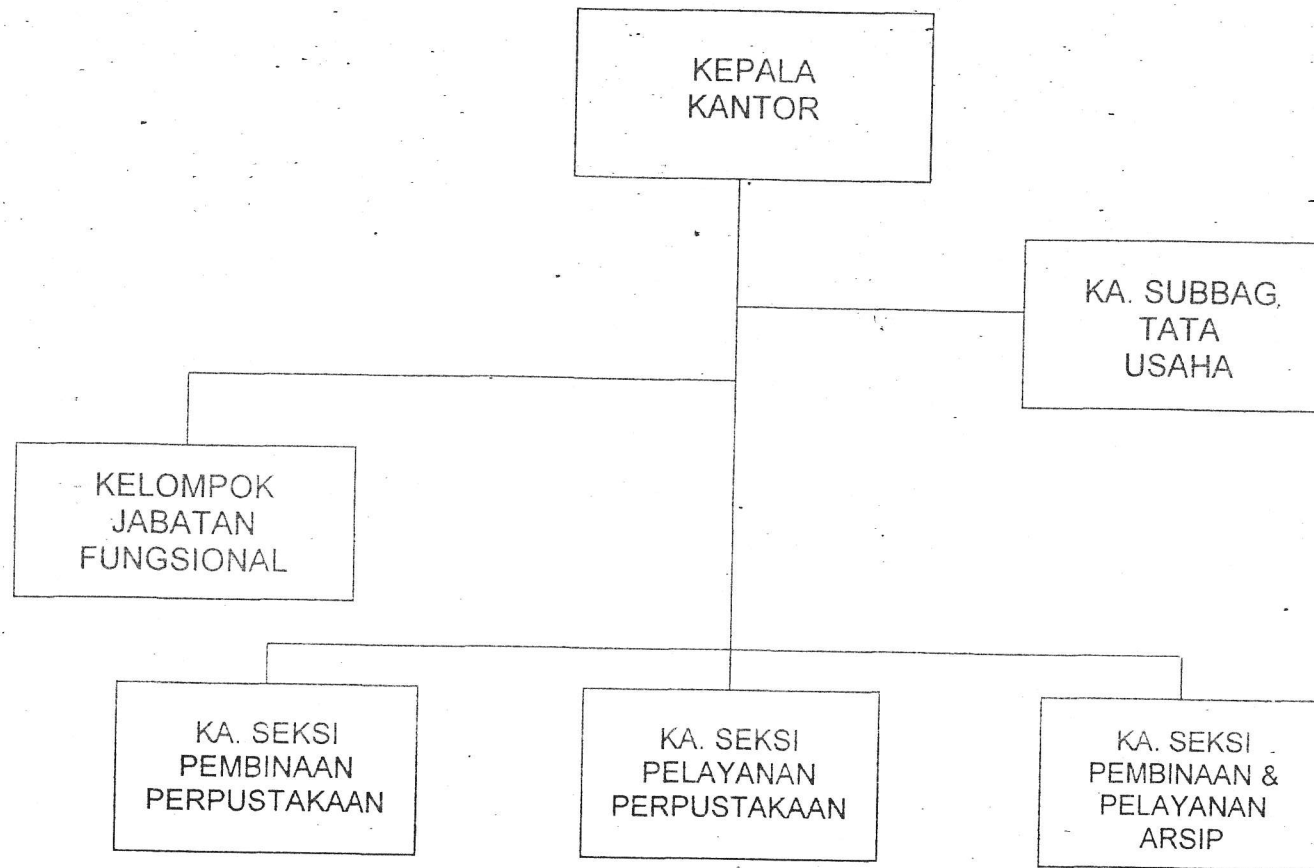 KEPALA
KANTOR
KA. SUBBAG.
TATA
USAHA
KELOMPOK
JABATAN
FUNGSIONAL
KA. SEKSI
PEMBINAAN
PERPUSTAKAAN
KA. SEKSI
PELAYANAN
PERPUSTAKAAN
KA. SEKSI
PEMBINAAN &
PELAYANAN
ARSIP